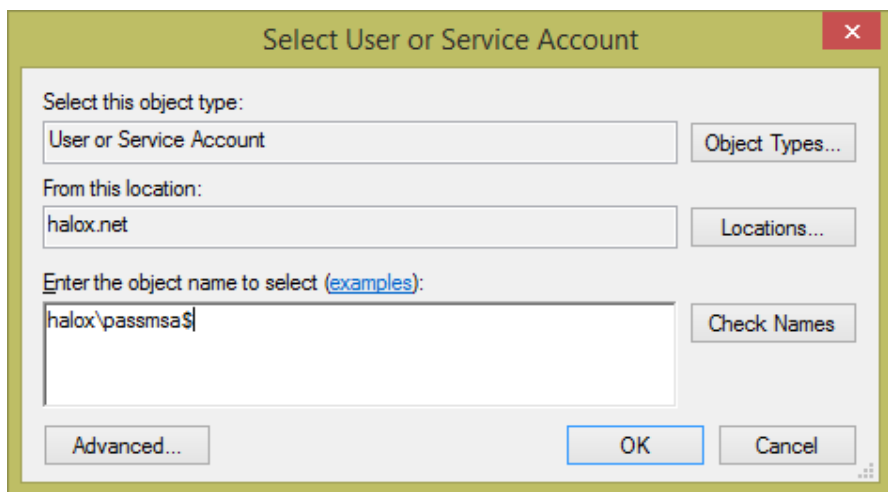 Select User or Service Account
Select this object type:
User or Service Account
Object Types...
From this location:
halox.net
Locations...
Enter the object name to select (examples):
halox\passmsa$
Check Names
Advanced...
OK
Cancel